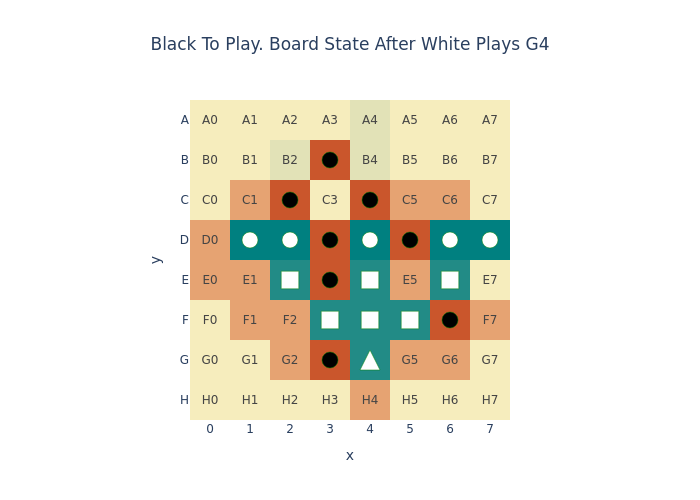 Black To Play. Board State After White Plays G4
A A0 A1 A2 A3 A4 A5 A6 A7
B B0 B1 B2 B4 B5 B6 B7
C C0 C1 C3 C5 C6 C7
D D0
E E0 E1 E5 E7
F F0 F1 F2 F7
G G0 G1 G2 G5 G6 G7
H H0 H1 H2 H3 H4 H5 H6 H7
0 1 2 3 4 5 6 7
x
y